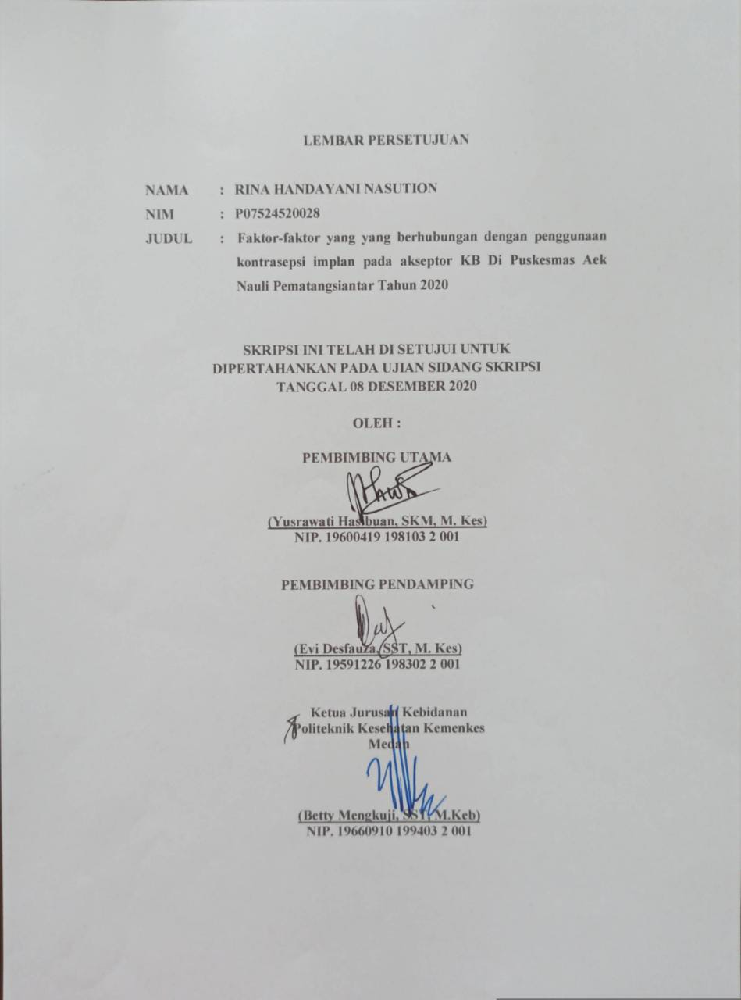 LEMBAR PERSETUJUAN
NAMA : RINA HANDAYANI NASUTION
NIM : P07524520028
JUDUL : Faktor-faktor yang yang berhubungan dengan penggunaan
kontrasepsi implan pada akseptor KB Di Puskesmas Aek
Nauli Pematangsiantar Tahun 2020
SKRIPSI INI TELAH DI SETUJUI UNTUK
DIPERTAHANKAN PADA UJIAN SIDANG SKRIPSI
TANGGAL 08 DESEMBER 2020
OLEH :
PEMBIMBING UTAMA
(Yusrawati Hasibuan, SKM, M. Kes)
NIP. 19600419 198103 2 001
PEMBIMBING PENDAMPING
(Evi Desfauza, SST, M. Kes)
NIP. 19591226 198302 2 001
Ketua Jurusan Kebidanan
Politeknik Kesehatan Kemenkes
Medan
(Betty Mengkuji, SST, M.Keb)
NIP. 19660910 199403 2 001